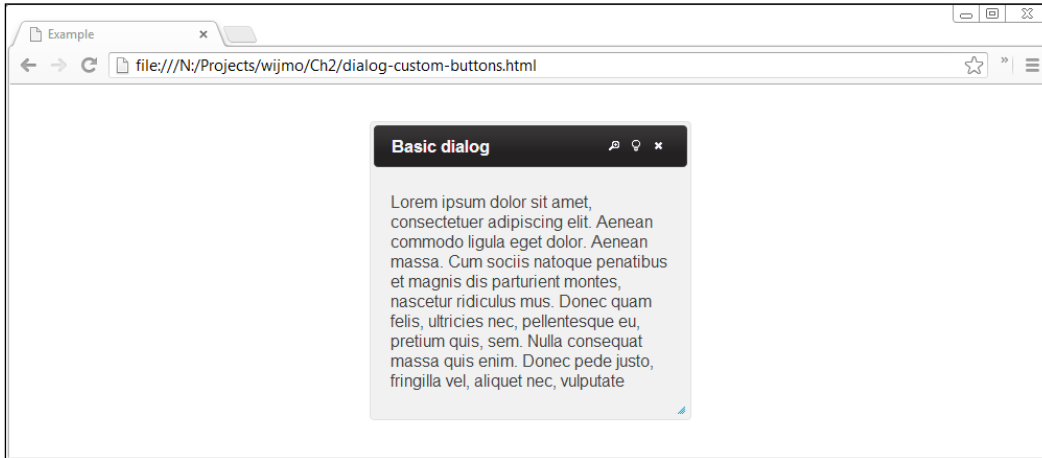 Example
file:///N:/Projects/wijmo/Ch2/dialog-custom-buttons.html
Basic dialog
Lorem ipsum dolor sit amet,
consectetuer adipiscing elit. Aenean
commodo ligula eget dolor. Aenean
massa. Cum sociis natoque penatibus
et magnis dis parturient montes,
nascetur ridiculus mus. Donec quam
felis, ultricies nec, pellentesque eu,
pretium quis, sem. Nulla consequat
massa quis enim. Donec pede justo,
fringilla vel, aliquet nec, vulputate